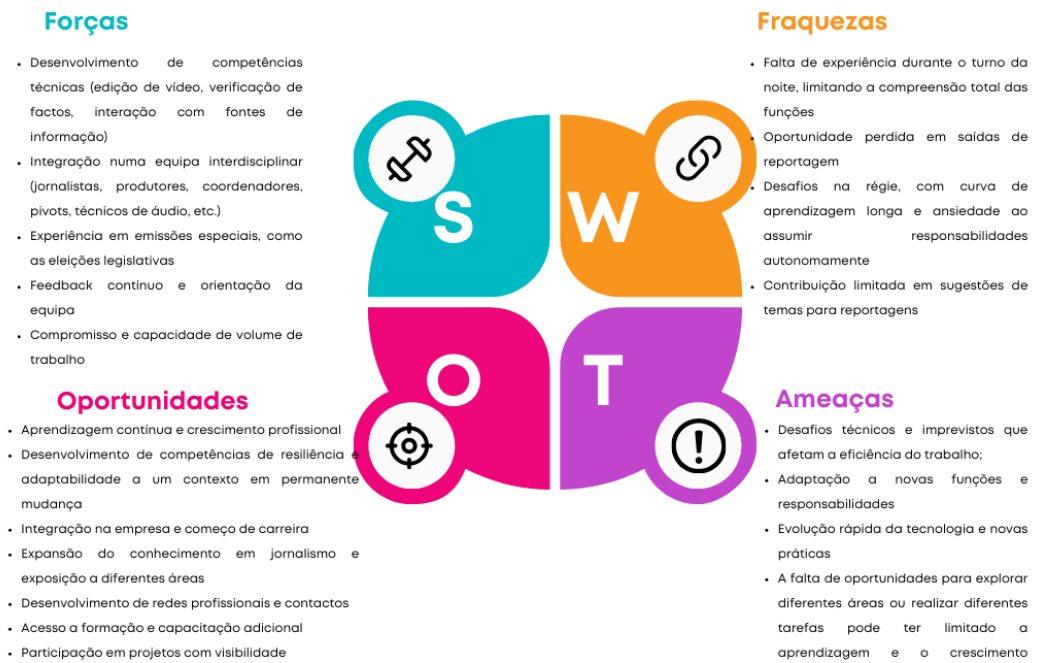 Forças
• Desenvolvimento de competências
técnicas (edição de vídeo, verificação de
factos, interação com fontes de
informação)
• Integração numa equipa interdisciplinar
(jornalistas, produtores, coordenadores,
pivots, técnicos de áudio, etc.)
• Experiência em emissões especiais, como
as eleições legislativas
• Feedback contínuo e orientação da
equipa
• Compromisso e capacidade de volume de
trabalho
Fraquezas
• Falta de experiência durante o turno da
noite, limitando a compreensão total das
funções
• Oportunidade perdida em saídas de
reportagem
• Desafios na régie, com curva de
aprendizagem longa e ansiedade ao
assumir responsabilidades
autonomamente
• Contribuição limitada em sugestões de
temas para reportagens
S
W
O
T
Oportunidades
• Aprendizagem contínua e crescimento profissional
• Desenvolvimento de competências de resiliência e
adaptabilidade a um contexto em permanente
mudança
• Integração na empresa e começo de carreira
• Expansão do conhecimento em jornalismo e
exposição a diferentes áreas
• Desenvolvimento de redes profissionais e contactos
• Acesso a formação e capacitação adicional
• Participação em projetos com visibilidade
Ameaças
• Desafios técnicos e imprevistos que
afetam a eficiência do trabalho;
• Adaptação a novas funções e
responsabilidades
• Evolução rápida da tecnologia e novas
práticas
• A falta de oportunidades para explorar
diferentes áreas ou realizar diferentes
tarefas pode ter limitado a
aprendizagem e o crescimento